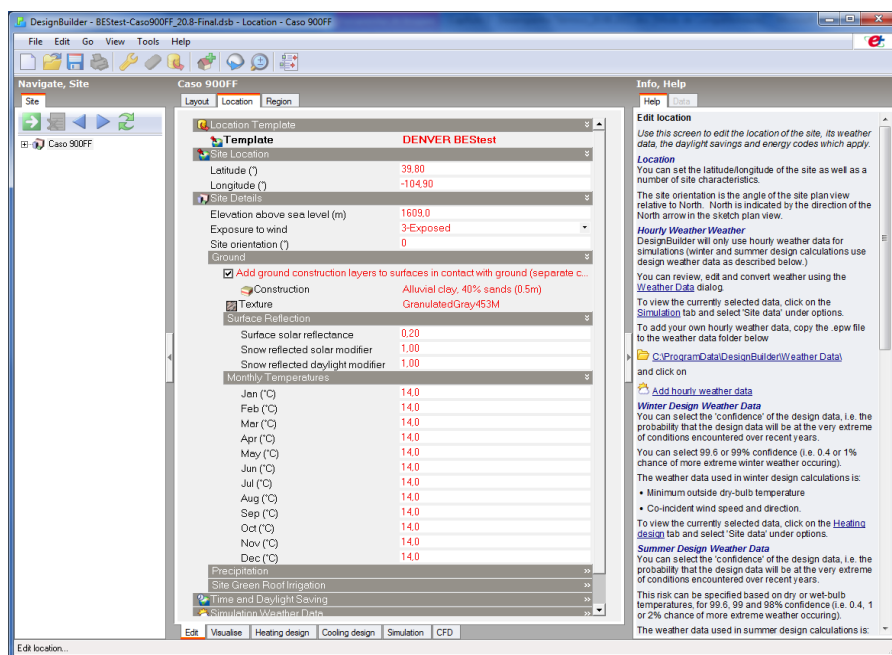 DesignBuilder - BEStest-Caso900FF_20.8-Final.dsb - Location - Caso 900FF
File Edit Go View Tools Help
Navigate, Site
Site
Caso 900FF
Caso 900FF
Layout Location Region
Location Template
Template DENVER BEStest
Site Location
Latitude (°) 39,80
Longitude (°) -104,90
Site Details
Elevation above sea level (m) 1609,0
Exposure to wind 3-Exposed
Site orientation (°) 0
Ground
Add ground construction layers to surfaces in contact with ground (separate c...
Construction Alluvial clay, 40% sands (0.5m)
Texture GranulatedGray453M
Surface Reflection
Surface solar reflectance 0,20
Snow reflected solar modifier 1,00
Snow reflected daylight modifier 1,00
Monthly Temperatures
Jan (°C) 14,0
Feb (°C) 14,0
Mar (°C) 14,0
Apr (°C) 14,0
May (°C) 14,0
Jun (°C) 14,0
Jul (°C) 14,0
Aug (°C) 14,0
Sep (°C) 14,0
Oct (°C) 14,0
Nov (°C) 14,0
Dec (°C) 14,0
Precipitation
Site Green Roof Irrigation
Time and Daylight Saving
Simulation Weather Data
Edit Visualise Heating design Cooling design Simulation CFD
Info, Help
Help Data
Edit location
Use this screen to edit the location of the site, its weather
data, the daylight savings and energy codes which apply.
Location
You can set the latitude/longitude of the site as well as a
number of site characteristics.
The site orientation is the angle of the site plan view
relative to North. North is indicated by the direction of the
North arrow in the sketch plan view.
Hourly Weather Weather
DesignBuilder will only use hourly weather data for
simulations (winter and summer design calculations use
design weather data as described below.)
You can review, edit and convert weather using the
Weather Data dialog.
To view the currently selected data, click on the
Simulation tab and select 'Site data' under options.
To add your own hourly weather data, copy the .epw file
to the weather data folder below
C:\ProgramData\DesignBuilder\Weather Data\
and click on
Add hourly weather data
Winter Design Weather Data
You can select the 'confidence' of the design data, i.e. the
probability that the design data will be at the very extreme
of conditions encountered over recent years.
You can select 99.6 or 99% confidence (i.e. 0.4 or 1%
chance of more extreme winter weather occuring).
The weather data used in winter design calculations is:
• Minimum outside dry-bulb temperature
• Co-incident wind speed and direction.
To view the currently selected data, click on the Heating
design tab and select 'Site data' under options.
Summer Design Weather Data
You can select the 'confidence' of the design data, i.e. the
probability that the design data will be at the very extreme
of conditions encountered over recent years.
This risk can be specified based on dry or wet-bulb
temperatures, for 99.6, 99 and 98% confidence (i.e. 0.4, 1
or 2% chance of more extreme weather occuring).
The weather data used in summer design calculations is:
Edit location...